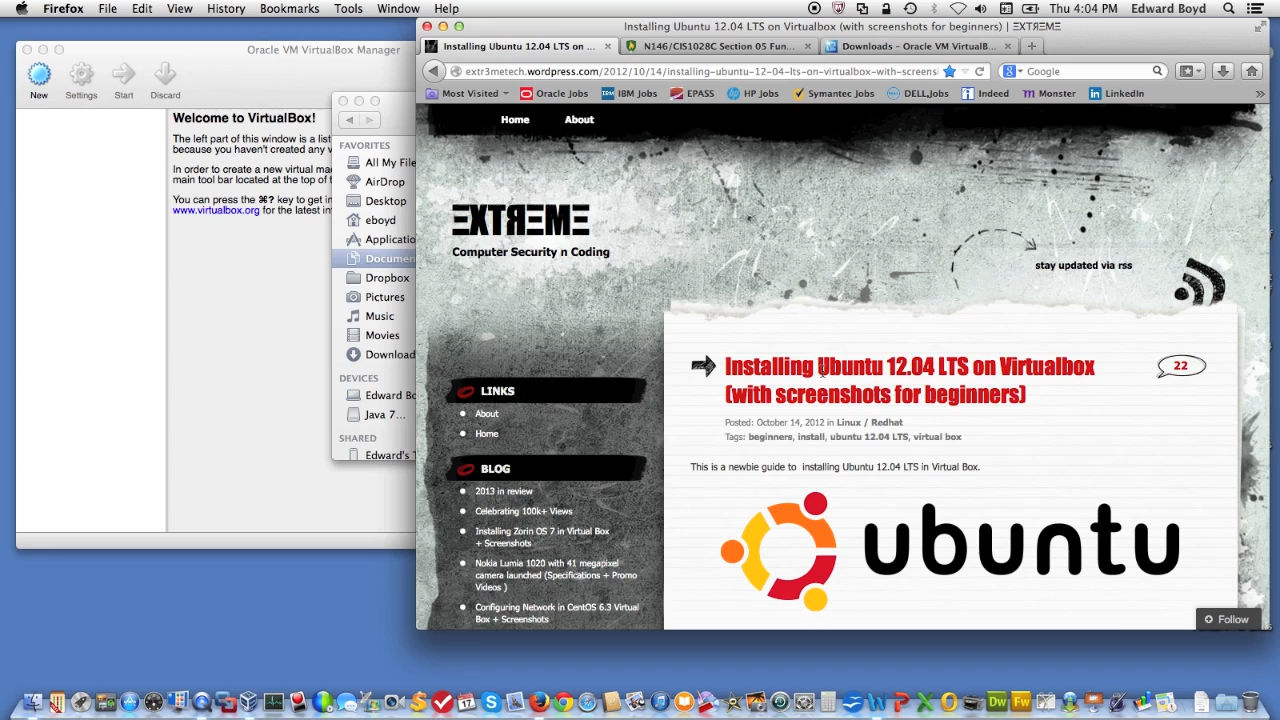 Firefox File Edit View History Bookmarks Tools Window Help
Thu 4:04 PM Edward Boyd
Oracle VM VirtualBox Manager
New Settings Start Discard
Welcome to VirtualBox!
The left part of this window is a list
because you haven't created any v
In order to create a new virtual ma
main tool bar located at the top of t
You can press the ⌘? key to get in
www.virtualbox.org for the latest in
FAVORITES
All My File
AirDrop
Desktop
eboyd
Applicatio
Documen
Dropbox
Pictures
Music
Movies
Download
DEVICES
Edward Bo
Java 7...
SHARED
Edward's T
Installing Ubuntu 12.04 LTS on Virtualbox (with screenshots for beginners) | ΞXTЯΞMΞ
Installing Ubuntu 12.04 LTS on ...
N146/CIS1028C Section 05 Fun...
Downloads – Oracle VM VirtualB...
extr3metech.wordpress.com/2012/10/14/installing-ubuntu-12-04-lts-on-virtualbox-with-screens
Google
Most Visited Oracle Jobs IBM Jobs EPASS HP Jobs Symantec Jobs DELLJobs Indeed Monster LinkedIn
Home About
ΞXTЯΞMΞ
Computer Security n Coding
stay updated via rss
LINKS
About
Home
BLOG
2013 in review
Celebrating 100k+ Views
Installing Zorin OS 7 in Virtual Box
+ Screenshots
Nokia Lumia 1020 with 41 megapixel
camera launched (Specifications + Promo
Videos )
Configuring Network in CentOS 6.3 Virtual
Box + Screenshots
Installing Ubuntu 12.04 LTS on Virtualbox
(with screenshots for beginners)
22
Posted: October 14, 2012 in Linux / Redhat
Tags: beginners, install, ubuntu 12.04 LTS, virtual box
This is a newbie guide to installing Ubuntu 12.04 LTS in Virtual Box.
ubuntu
Follow